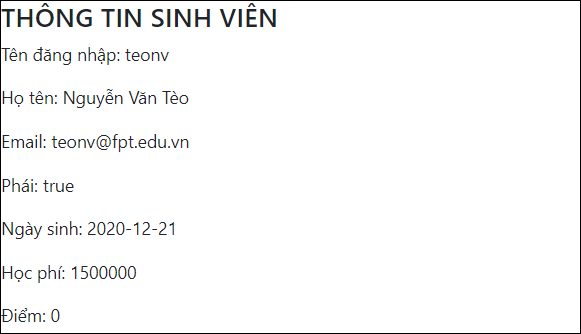 THÔNG TIN SINH VIÊN
Tên đăng nhập: teonv
Họ tên: Nguyễn Văn Tèo
Email: teonv@fpt.edu.vn
Phái: true
Ngày sinh: 2020-12-21
Học phí: 1500000
Điểm: 0